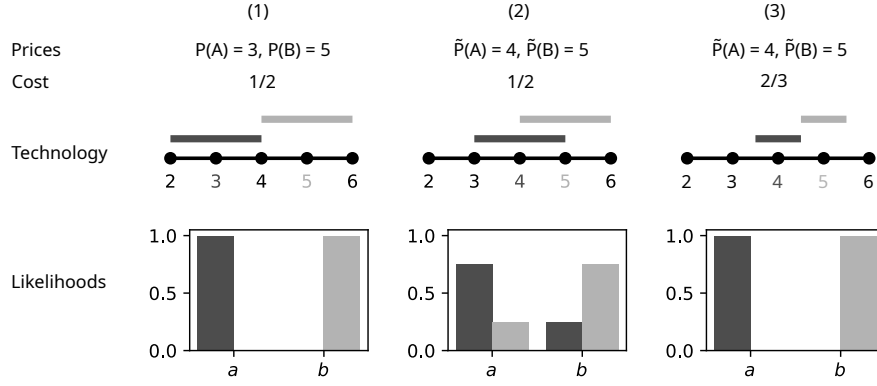 (1) (2) (3)
Prices P(A) = 3, P(B) = 5 P̃(A) = 4, P̃(B) = 5 P̃(A) = 4, P̃(B) = 5
Cost 1/2 1/2 2/3
Technology
2 3 4 5 6 2 3 4 5 6 2 3 4 5 6
Likelihoods
1.0 1.0 1.0
0.5 0.5 0.5
0.0 0.0 0.0
a b a b a b